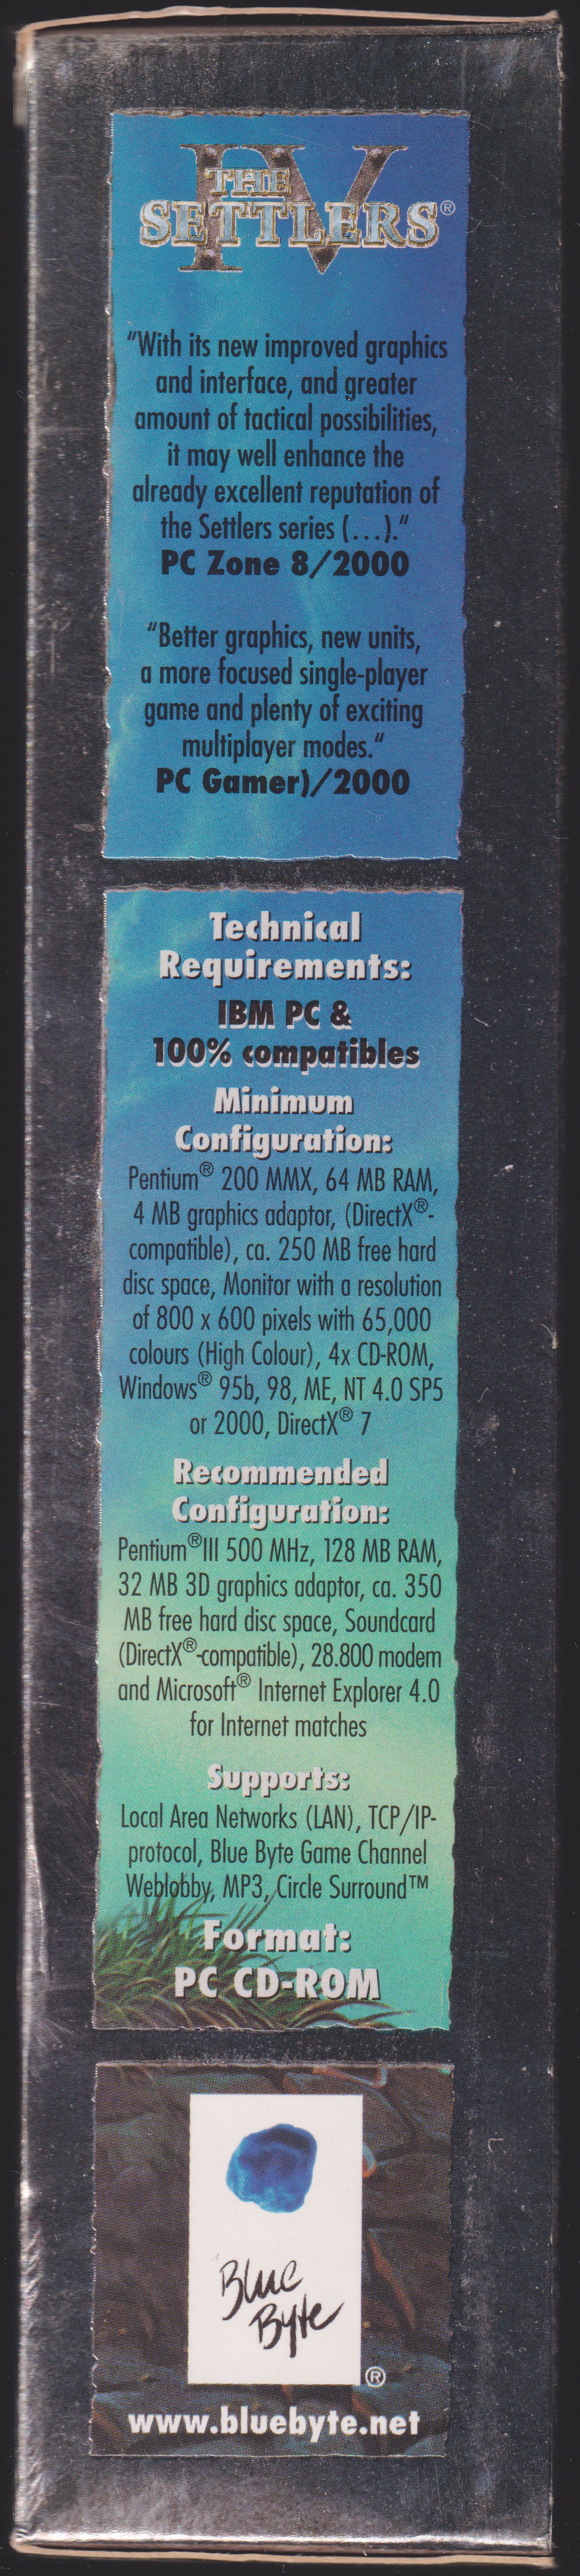 IV
THE
SETTLERS®
“With its new improved graphics
and interface, and greater
amount of tactical possibilities,
it may well enhance the
already excellent reputation of
the Settlers series (...).“
PC Zone 8/2000
“Better graphics, new units,
a more focused single-player
game and plenty of exciting
multiplayer modes.“
PC Gamer)/2000
Technical
Requirements:
IBM PC &
100% compatibles
Minimum
Configuration:
Pentium® 200 MMX, 64 MB RAM,
4 MB graphics adaptor, (DirectX®-
compatible), ca. 250 MB free hard
disc space, Monitor with a resolution
of 800 x 600 pixels with 65,000
colours (High Colour), 4x CD-ROM,
Windows® 95b, 98, ME, NT 4.0 SP5
or 2000, DirectX® 7
Recommended
Configuration:
Pentium®III 500 MHz, 128 MB RAM,
32 MB 3D graphics adaptor, ca. 350
MB free hard disc space, Soundcard
(DirectX®-compatible), 28.800 modem
and Microsoft® Internet Explorer 4.0
for Internet matches
Supports:
Local Area Networks (LAN), TCP/IP-
protocol, Blue Byte Game Channel
Weblobby, MP3, Circle Surround™
Format:
PC CD-ROM
Blue
Byte
®
www.bluebyte.net